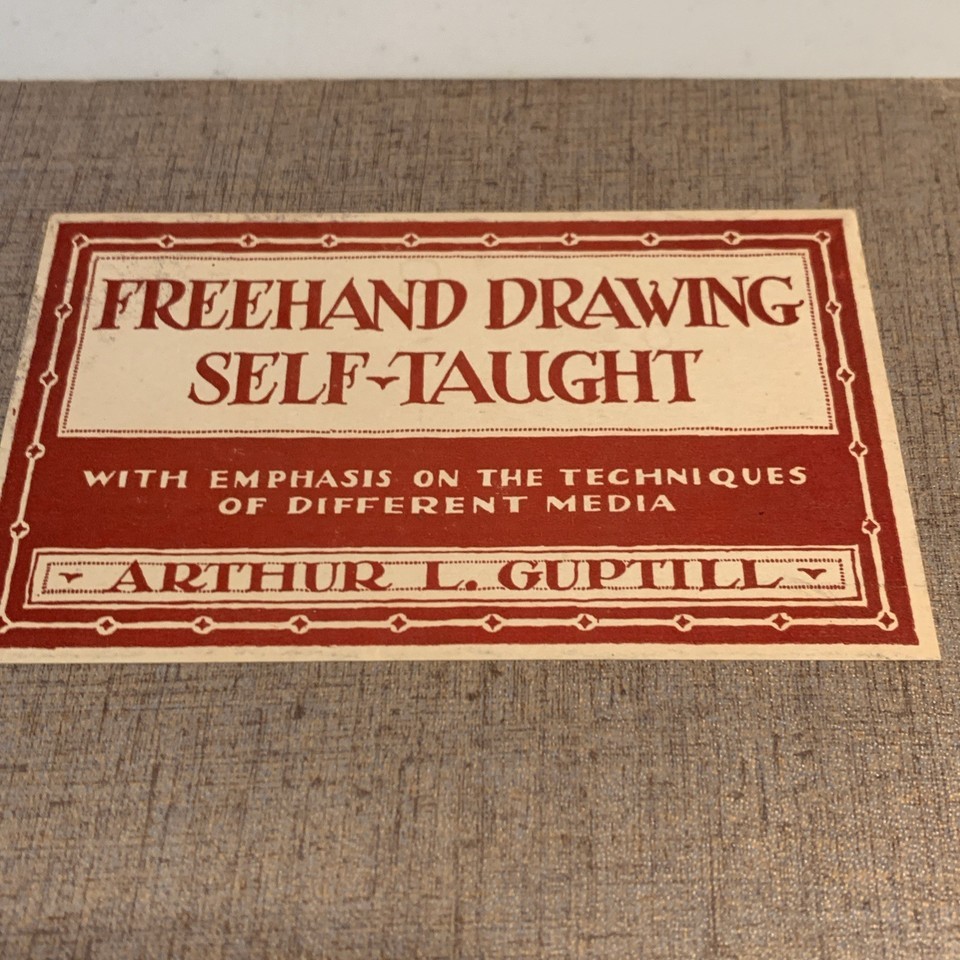 FREEHAND DRAWING
SELF-TAUGHT
WITH EMPHASIS ON THE TECHNIQUES
OF DIFFERENT MEDIA
ARTHUR L. GUPTILL